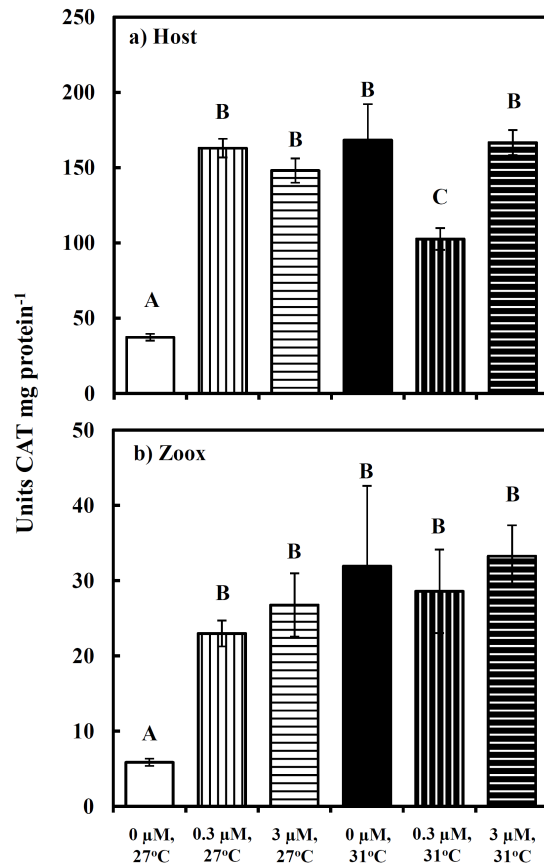 250
a) Host
200
B
B
B
B
150
C
100
A
50
0
Units CAT mg protein⁻¹
50
b) Zoox
40
B
B
B
B
30
B
20
10
A
0
0 µM, 0.3 µM, 3 µM, 0 µM, 0.3 µM, 3 µM,
27°C 27°C 27°C 31°C 31°C 31°C